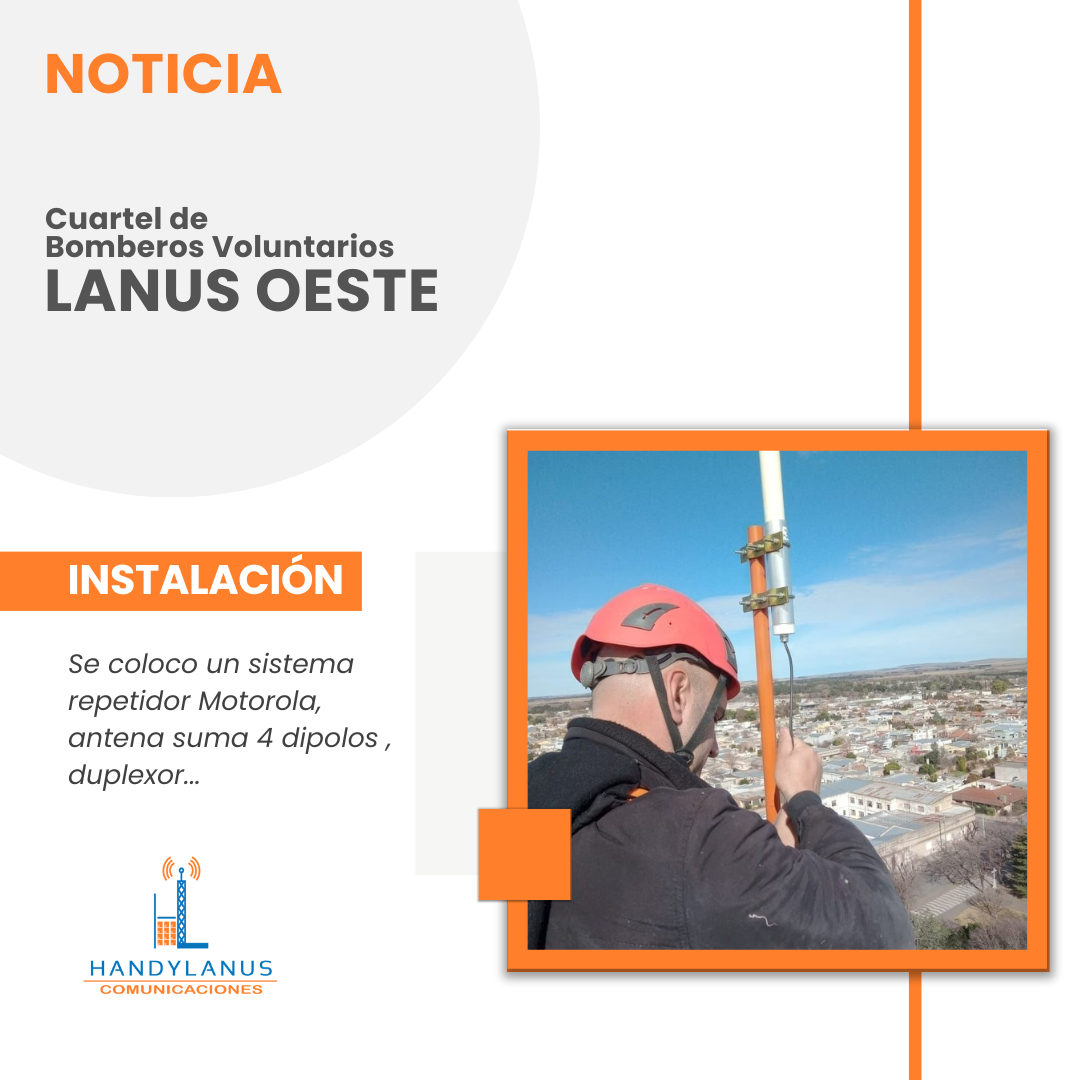 NOTICIA
Cuartel de
Bomberos Voluntarios
LANUS OESTE
INSTALACIÓN
Se coloco un sistema
repetidor Motorola,
antena suma 4 dipolos ,
duplexor...
HANDYLANUS
COMUNICACIONES